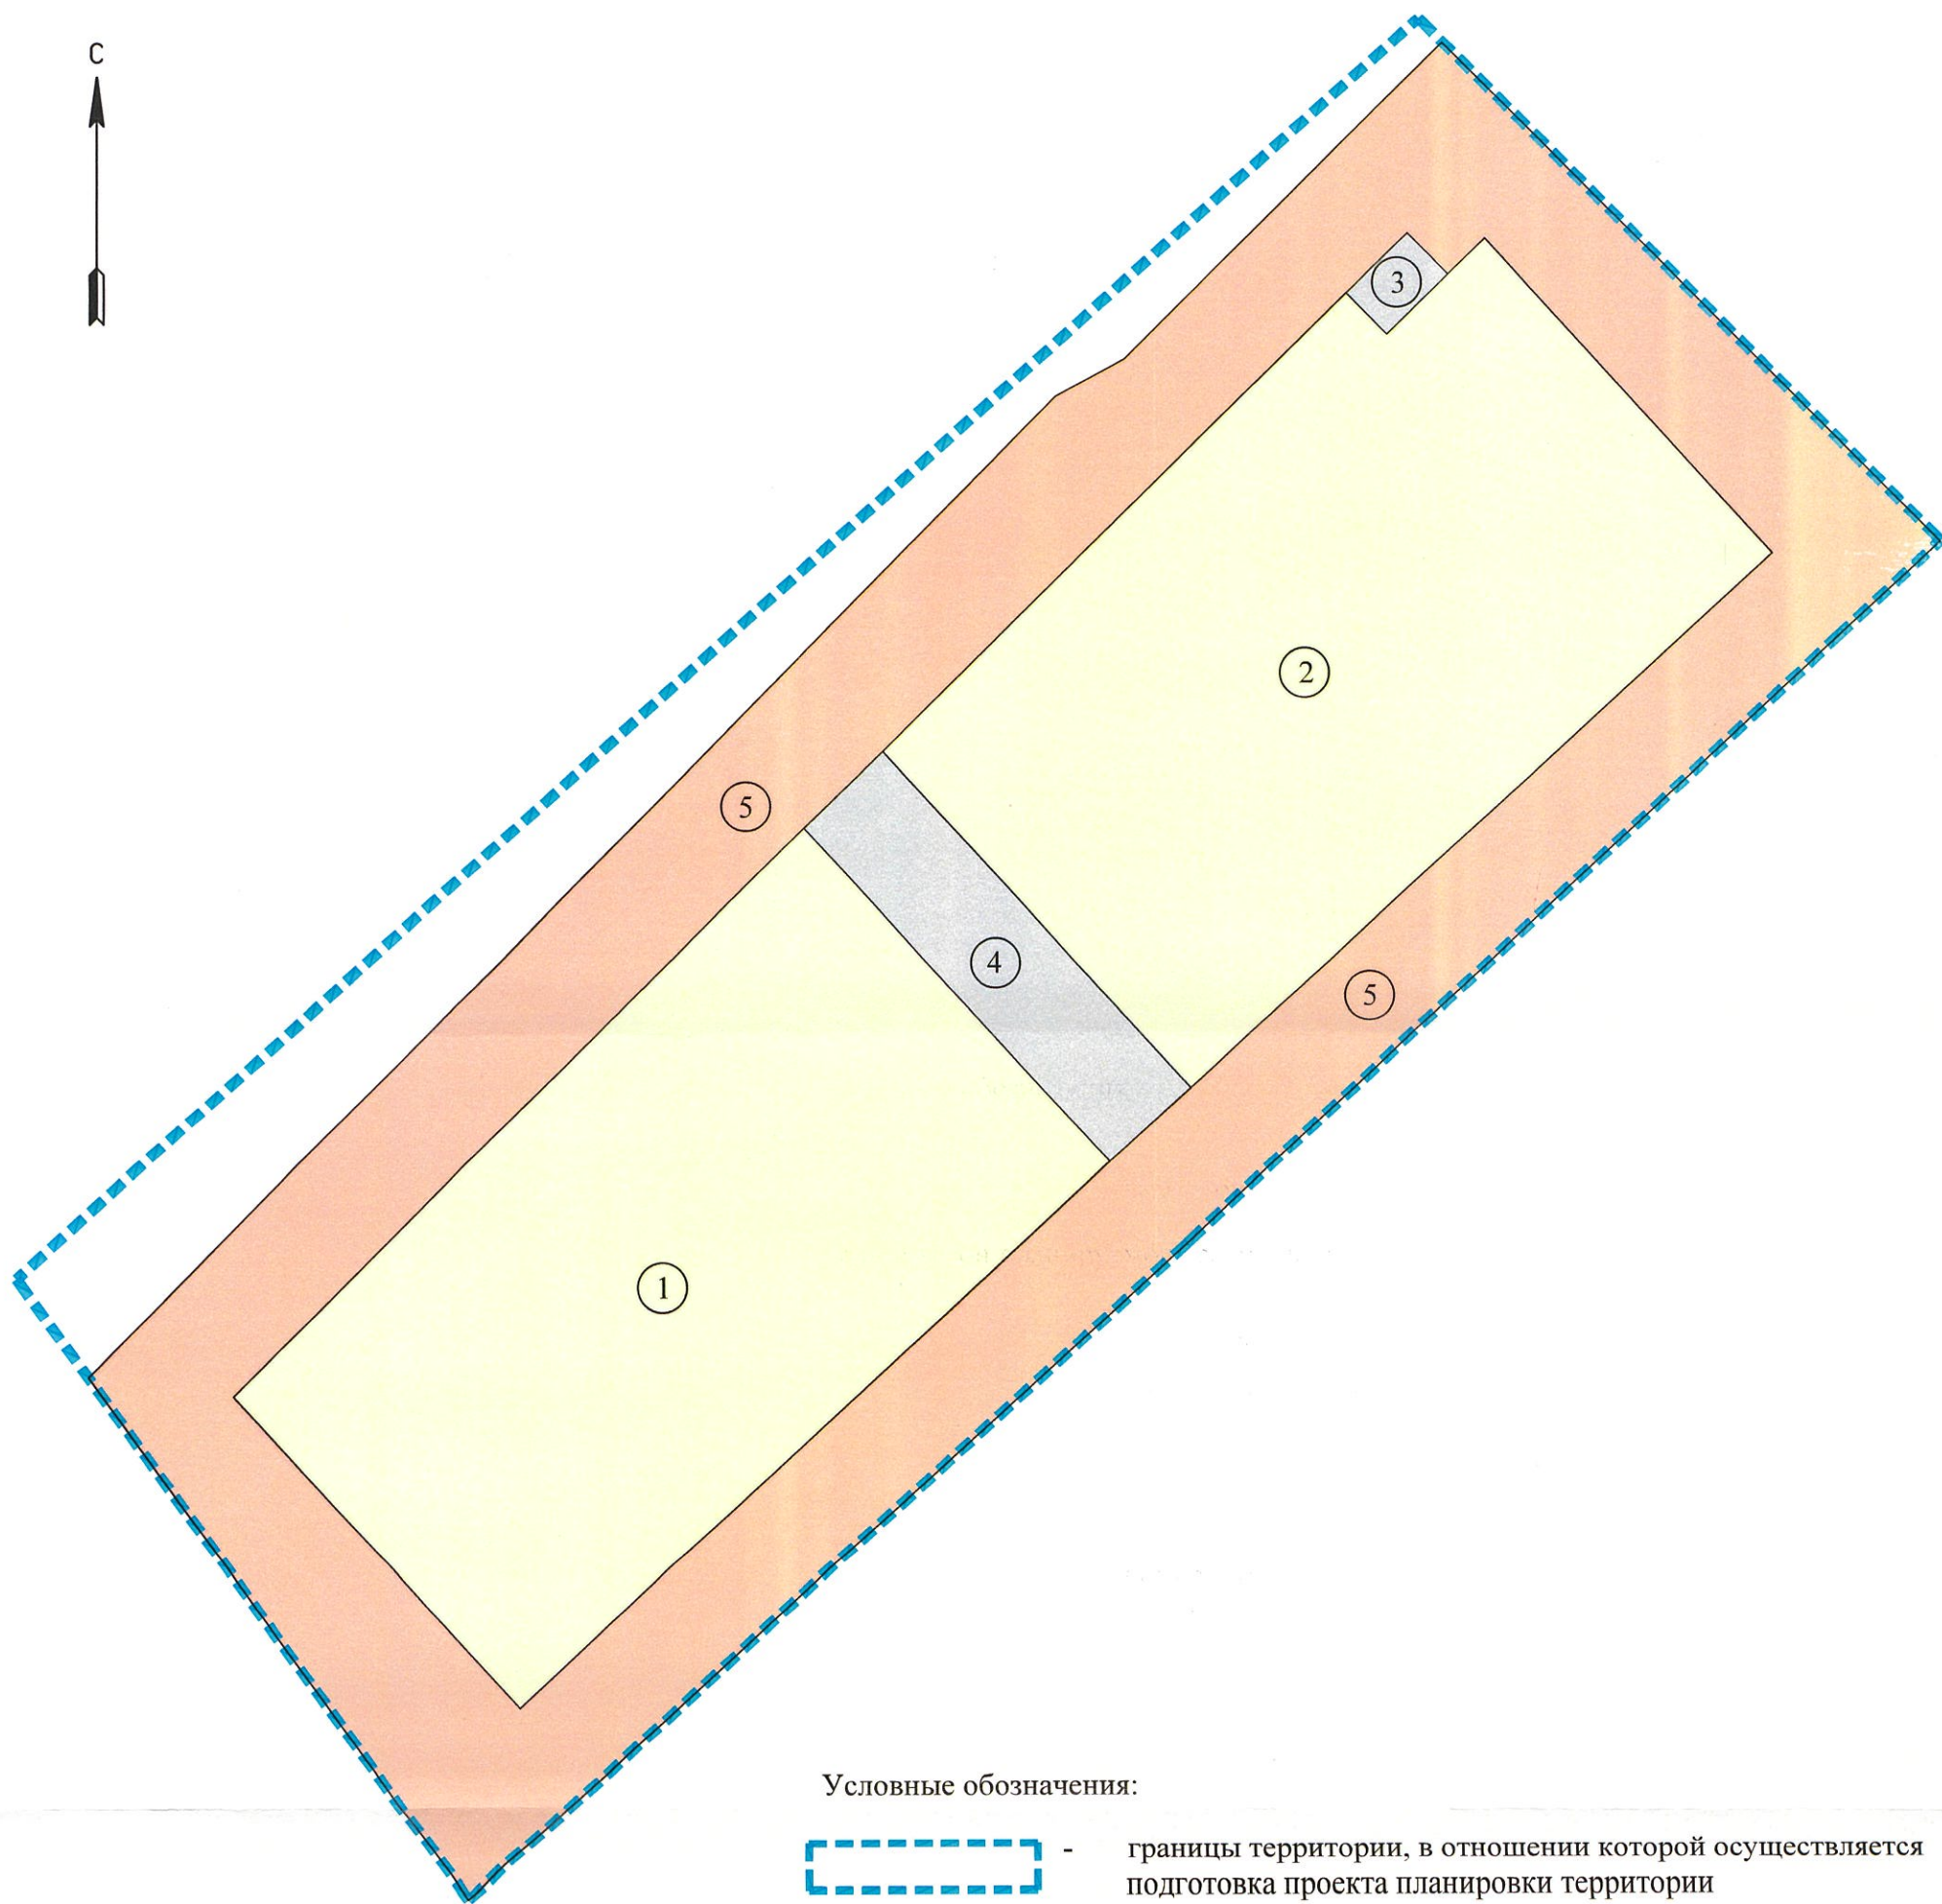 С
3
2
5
4
5
1
Условные обозначения:
- границы территории, в отношении которой осуществляется
подготовка проекта планировки территории